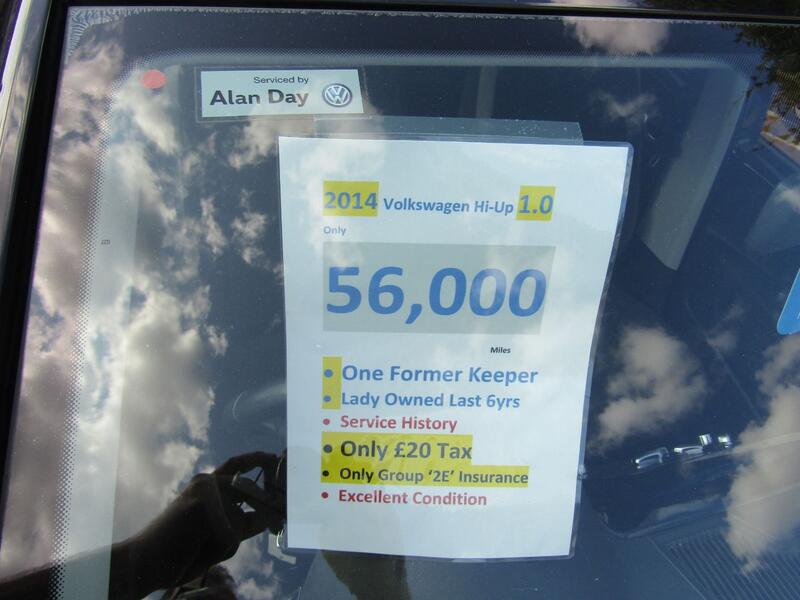 Serviced by
Alan Day
2014 Volkswagen Hi-Up 1.0
Only
56,000
Miles
• One Former Keeper
• Lady Owned Last 6yrs
• Service History
• Only £20 Tax
• Only Group ‘2E’ Insurance
• Excellent Condition